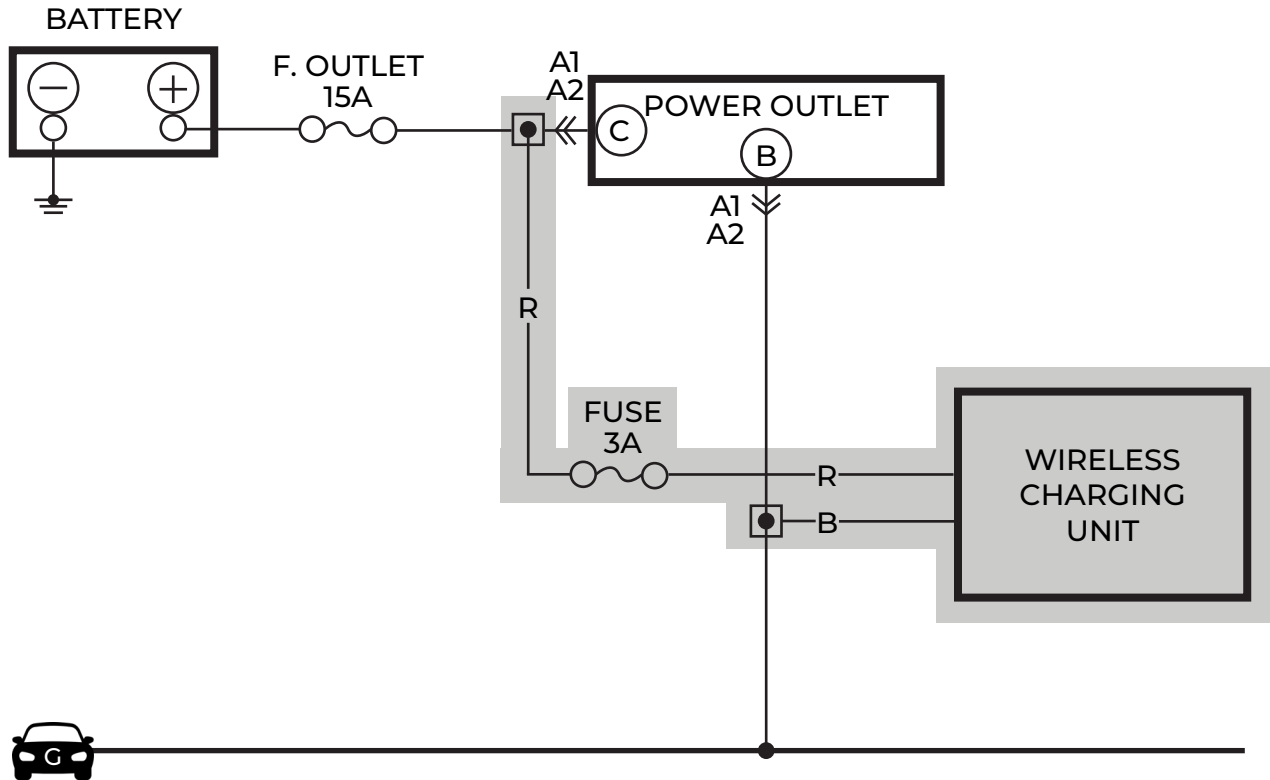 BATTERY
F. OUTLET
15A
A1
A2
POWER OUTLET
C
B
A1
A2
R
FUSE
3A
R
B
WIRELESS
CHARGING
UNIT
G